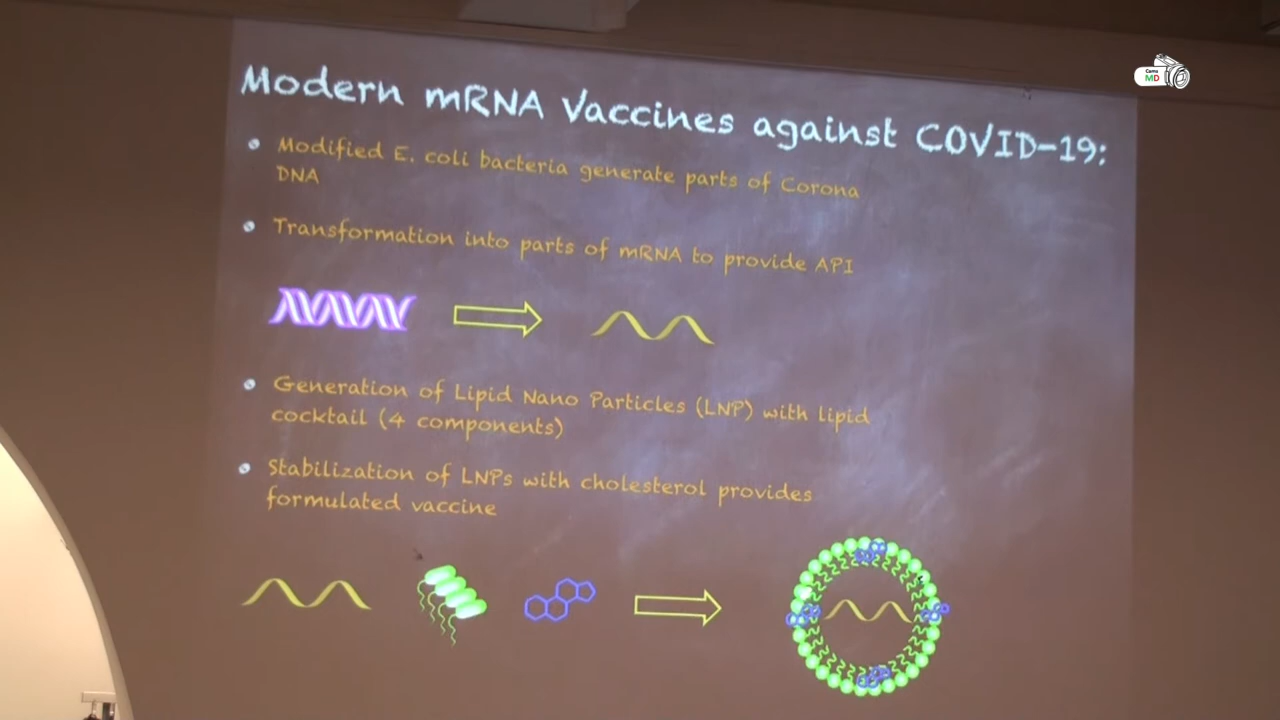 Cams
MD
Modern mRNA Vaccines against COVID-19:
Modified E. coli bacteria generate parts of Corona
DNA
Transformation into parts of mRNA to provide API
Generation of Lipid Nano Particles (LNP) with lipid
cocktail (4 components)
Stabilization of LNPs with cholesterol provides
formulated vaccine